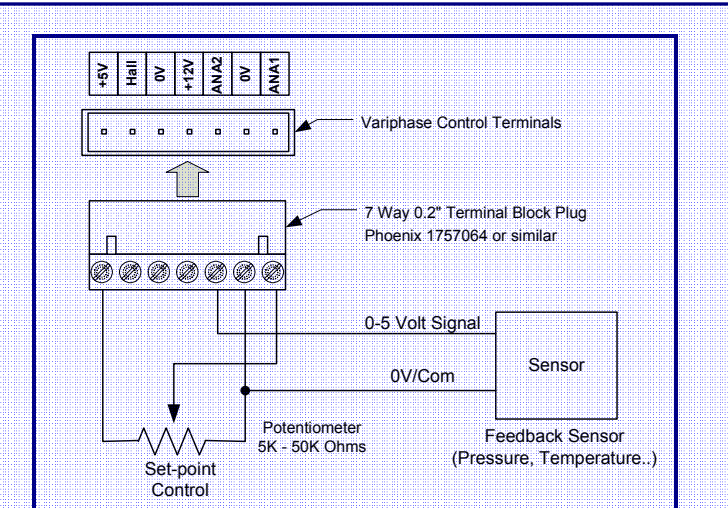 +5V
Hall
0V
+12V
ANA2
0V
ANA1
Variphase Control Terminals
7 Way 0.2" Terminal Block Plug
Phoenix 1757064 or similar
0-5 Volt Signal
Sensor
0V/Com
Potentiometer
5K - 50K Ohms
Feedback Sensor
(Pressure, Temperature..)
Set-point
Control